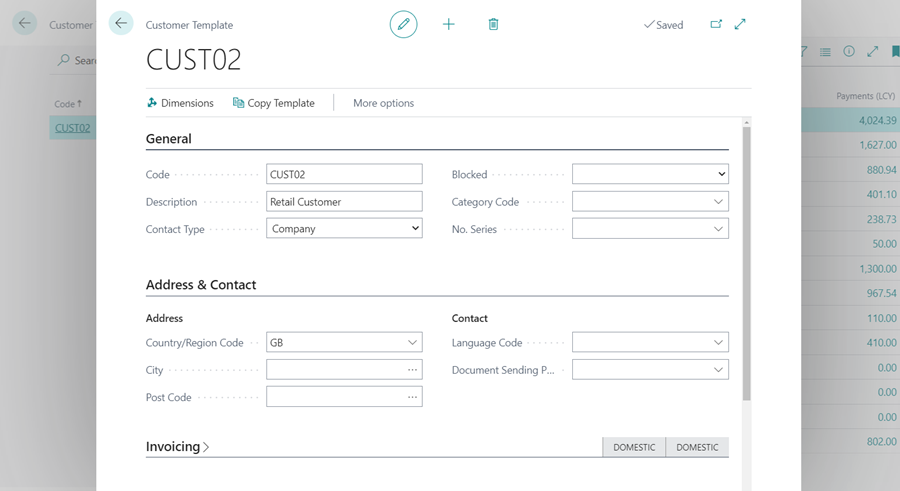 Customer
Customer Template
Saved
CUST02
Dimensions
Copy Template
More options
Sear
Code ↑
CUST02
Payments (LCY)
4,024.39
1,627.00
880.94
401.10
238.73
50.00
1,300.00
967.54
110.00
410.00
0.00
0.00
0.00
802.00
General
Code CUST02 Blocked
Description Retail Customer Category Code
Contact Type Company No. Series
Address & Contact
Address Contact
Country/Region Code GB Language Code
City Document Sending P...
Post Code
Invoicing DOMESTIC DOMESTIC